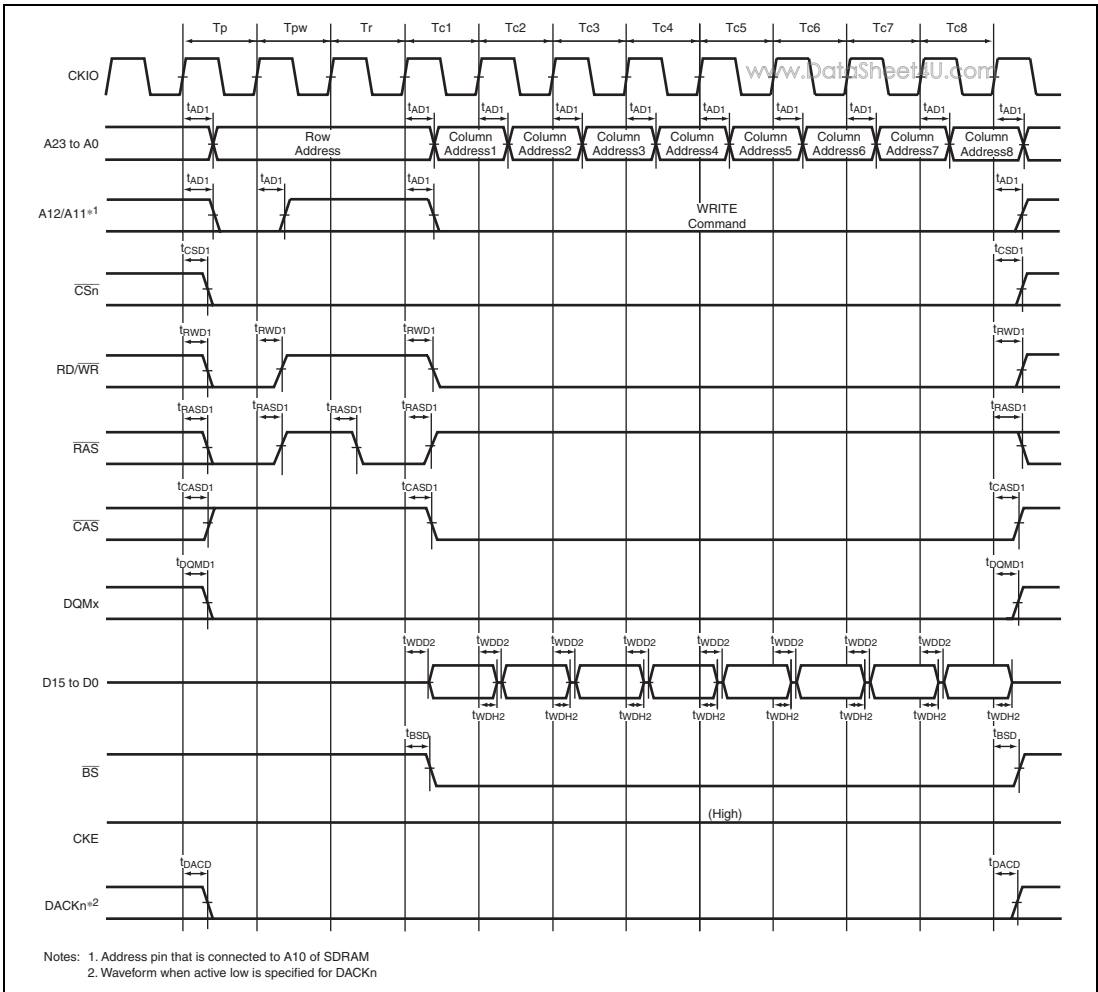 Tp Tpw Tr Tc1 Tc2 Tc3 Tc4 Tc5 Tc6 Tc7 Tc8
CKIO
www.DataSheet4U.com
tAD1 tAD1 tAD1 tAD1 tAD1 tAD1 tAD1 tAD1 tAD1 tAD1
A23 to A0
Row Address
Column Address1
Column Address2
Column Address3
Column Address4
Column Address5
Column Address6
Column Address7
Column Address8
tAD1 tAD1 tAD1 tAD1
A12/A11*1
WRITE
Command
tCSD1 tCSD1
CSn
tRWD1 tRWD1 tRWD1 tRWD1
RD/WR
tRASD1 tRASD1 tRASD1 tRASD1 tRASD1
RAS
tCASD1 tCASD1 tCASD1
CAS
tDQMD1 tDQMD1
DQMx
tWDD2 tWDD2 tWDD2 tWDD2 tWDD2 tWDD2 tWDD2 tWDD2
D15 to D0
tWDH2 tWDH2 tWDH2 tWDH2 tWDH2 tWDH2 tWDH2 tWDH2
tBSD tBSD
BS
(High)
CKE
tDACD tDACD
DACKn*2
Notes: 1. Address pin that is connected to A10 of SDRAM
2. Waveform when active low is specified for DACKn